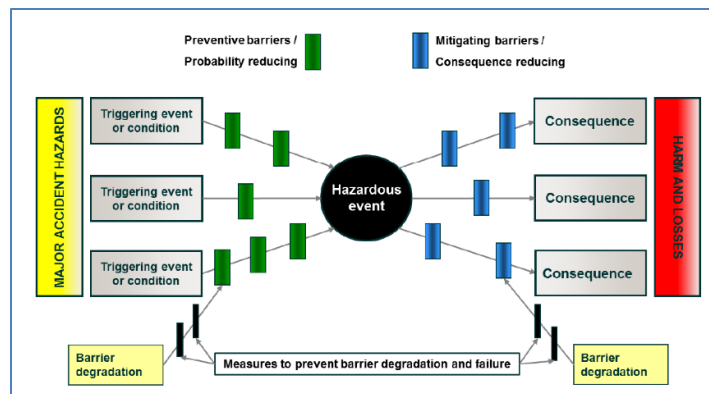 Preventive barriers /
Probability reducing
Mitigating barriers /
Consequence reducing
MAJOR ACCIDENT HAZARDS
Triggering event
or condition
Triggering event
or condition
Triggering event
or condition
Hazardous
event
Consequence
Consequence
Consequence
HARM AND LOSSES
Barrier
degradation
Measures to prevent barrier degradation and failure
Barrier
degradation